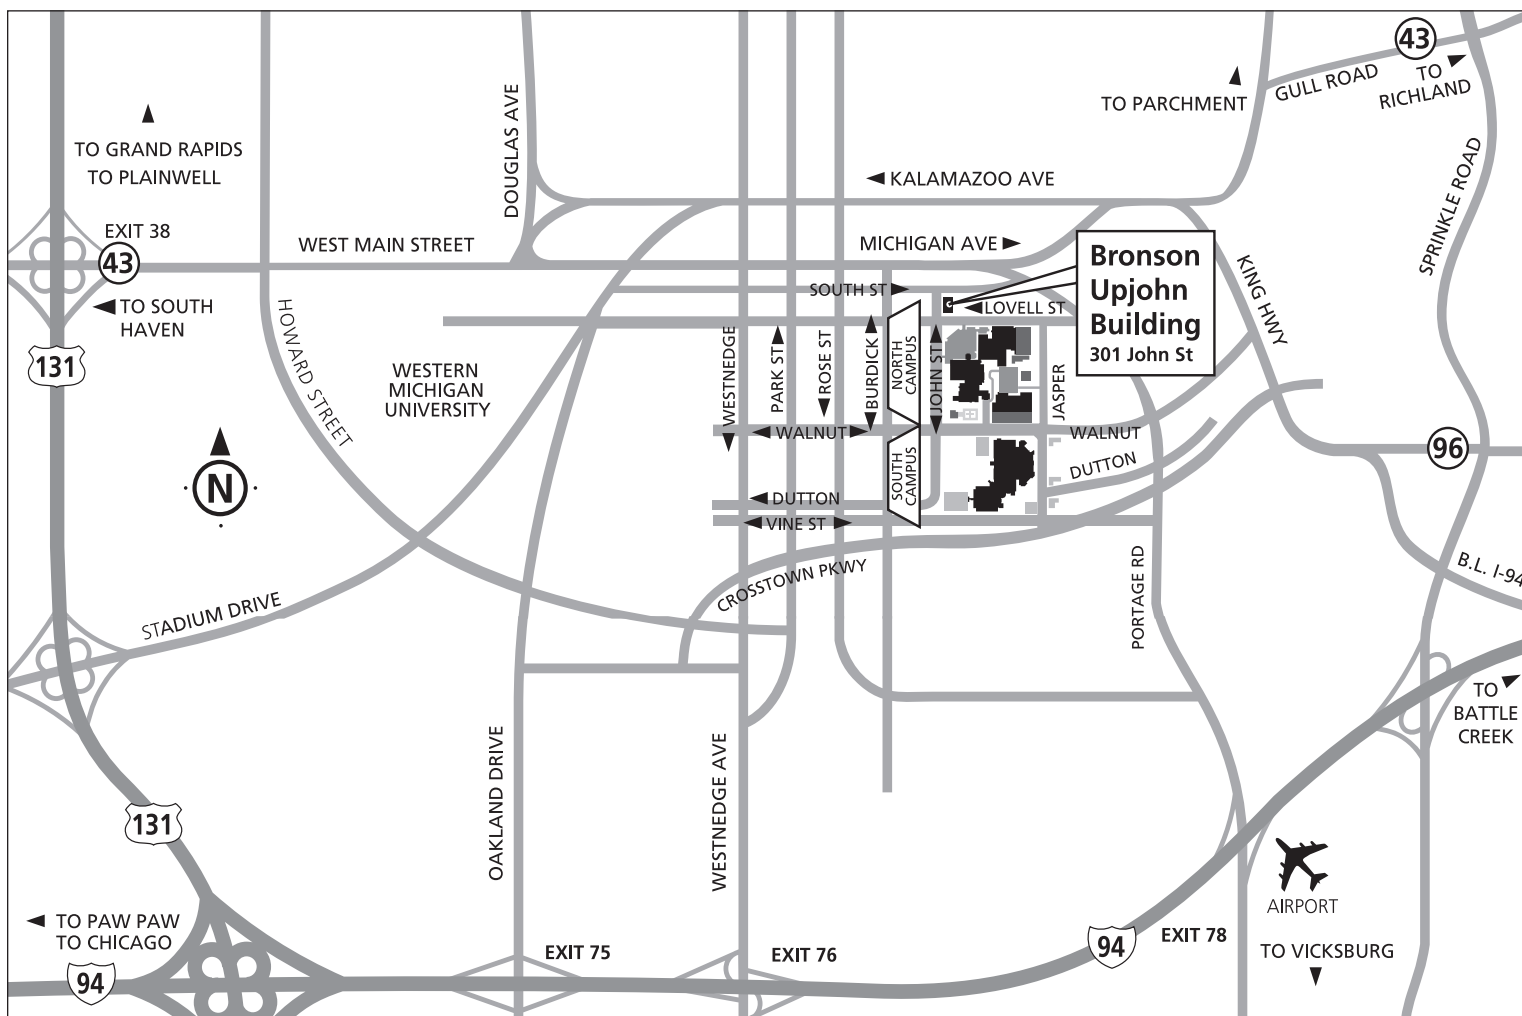 43
GULL ROAD
TO
RICHLAND
TO PARCHMENT
DOUGLAS AVE
TO GRAND RAPIDS
TO PLAINWELL
KALAMAZOO AVE
SPRINKLE ROAD
EXIT 38
43
WEST MAIN STREET
MICHIGAN AVE
Bronson
Upjohn
Building
301 John St
KING HWY
TO SOUTH
HAVEN
SOUTH ST
LOVELL ST
HOWARD STREET
131
WESTERN
MICHIGAN
UNIVERSITY
WESTNEDGE
PARK ST
ROSE ST
BURDICK
NORTH
CAMPUS
JOHN ST
JASPER
WALNUT
WALNUT
96
N
SOUTH
CAMPUS
DUTTON
DUTTON
VINE ST
CROSSTOWN PKWY
PORTAGE RD
B.L. I-94
STADIUM DRIVE
TO
BATTLE
CREEK
131
OAKLAND DRIVE
WESTNEDGE AVE
AIRPORT
TO PAW PAW
TO CHICAGO
94
EXIT 75
EXIT 76
94
EXIT 78
TO VICKSBURG